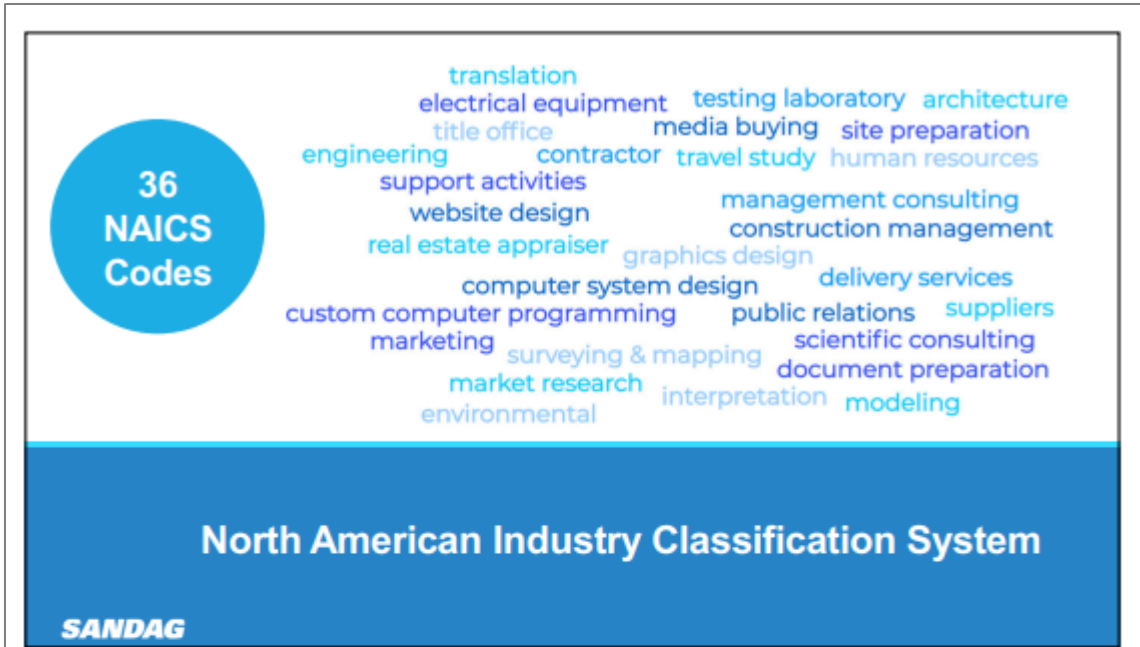 36
NAICS
Codes
translation
electrical equipment testing laboratory architecture
title office media buying site preparation
engineering contractor travel study human resources
support activities
website design management consulting
construction management
real estate appraiser graphics design
computer system design delivery services
custom computer programming public relations suppliers
marketing scientific consulting
surveying & mapping document preparation
market research interpretation modeling
environmental
North American Industry Classification System
SANDAG